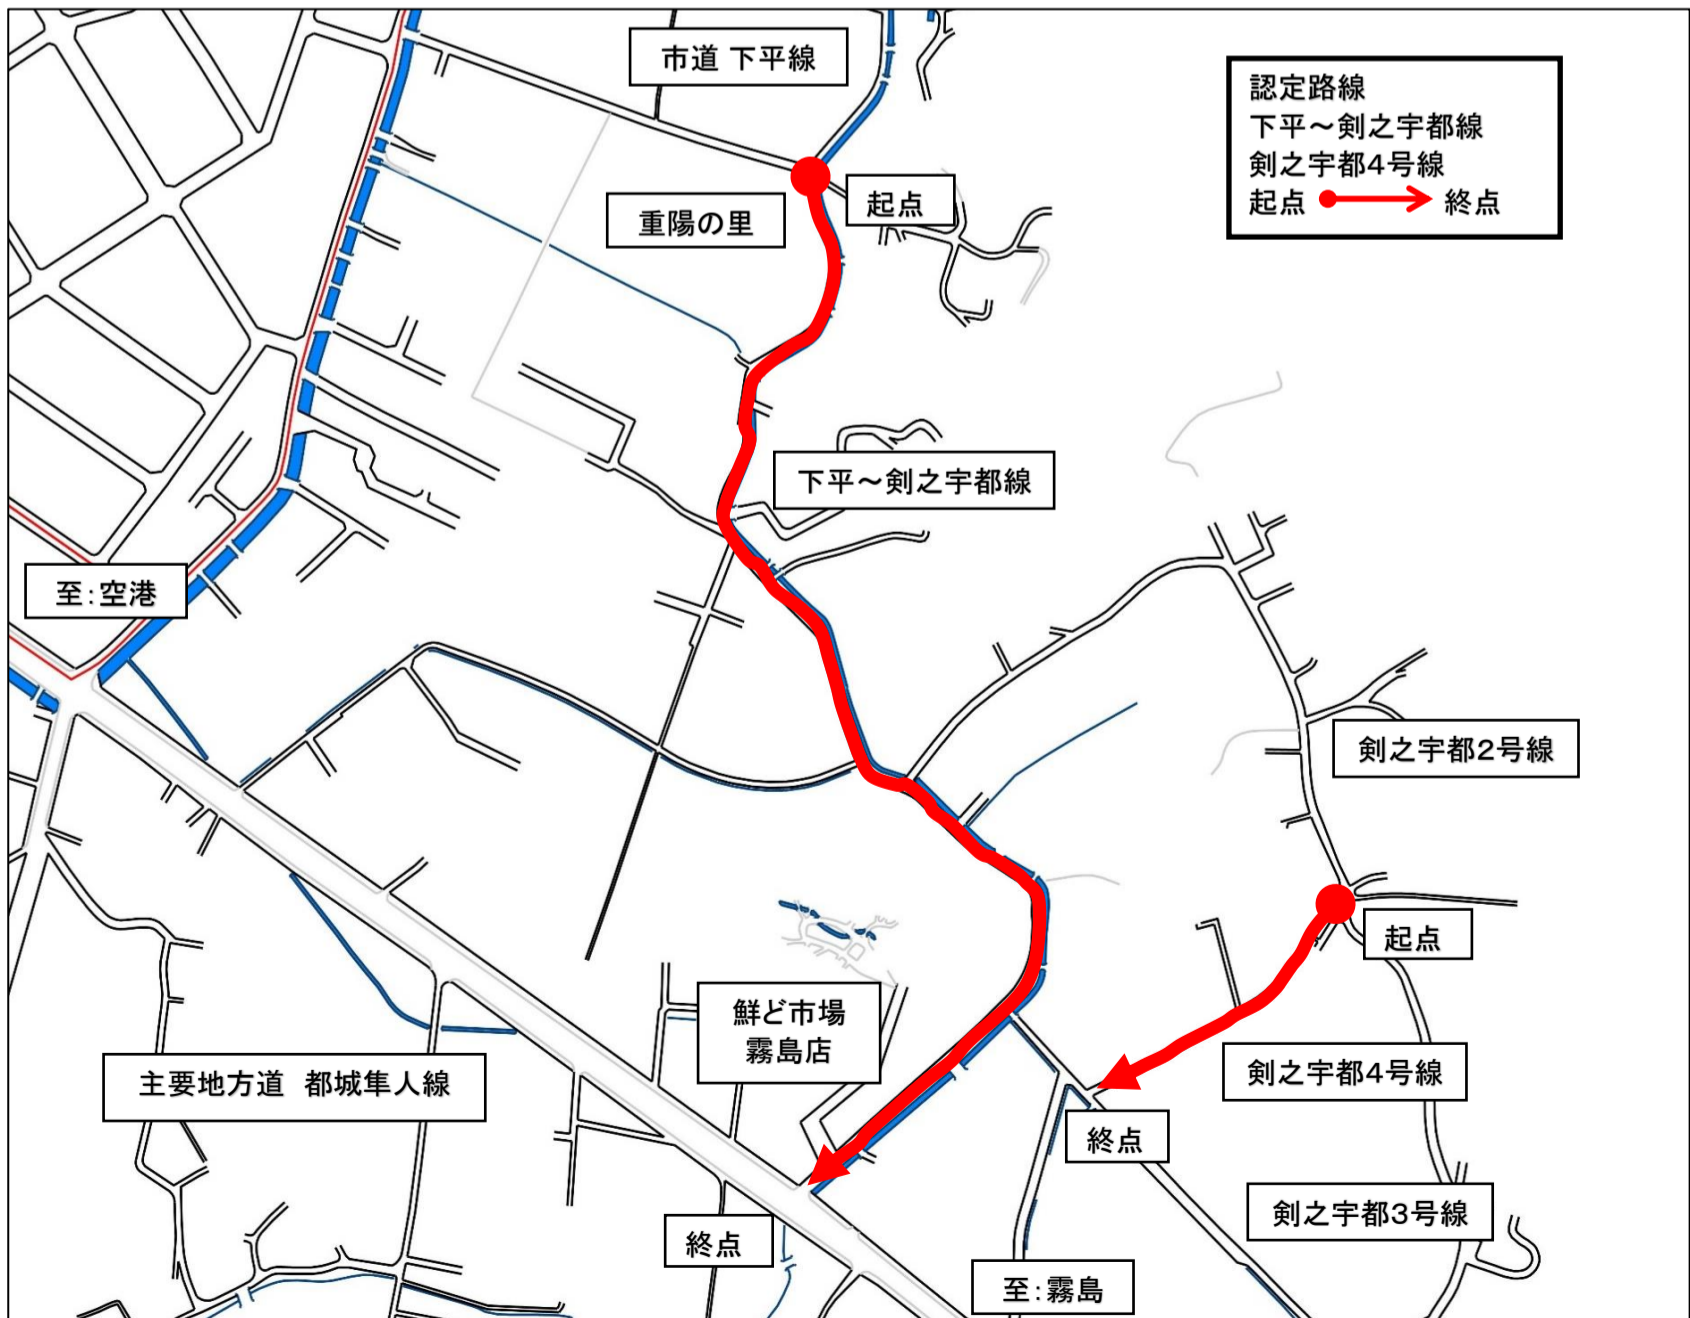 市道 下平線
認定路線
下平～剣之宇都線
剣之宇都4号線
起点 終点
起点
重陽の里
下平～剣之宇都線
至:空港
剣之宇都2号線
起点
鮮ど市場
霧島店
主要地方道 都城隼人線
剣之宇都4号線
終点
剣之宇都3号線
終点
至:霧島